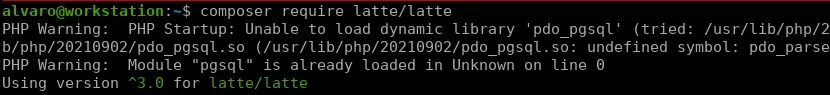 alvaro@workstation:~$ composer require latte/latte
PHP Warning:  PHP Startup: Unable to load dynamic library 'pdo_pgsql' (tried: /usr/lib/php/2
b/php/20210902/pdo_pgsql.so (/usr/lib/php/20210902/pdo_pgsql.so: undefined symbol: pdo_parse
PHP Warning:  Module "pgsql" is already loaded in Unknown on line 0
Using version ^3.0 for latte/latte